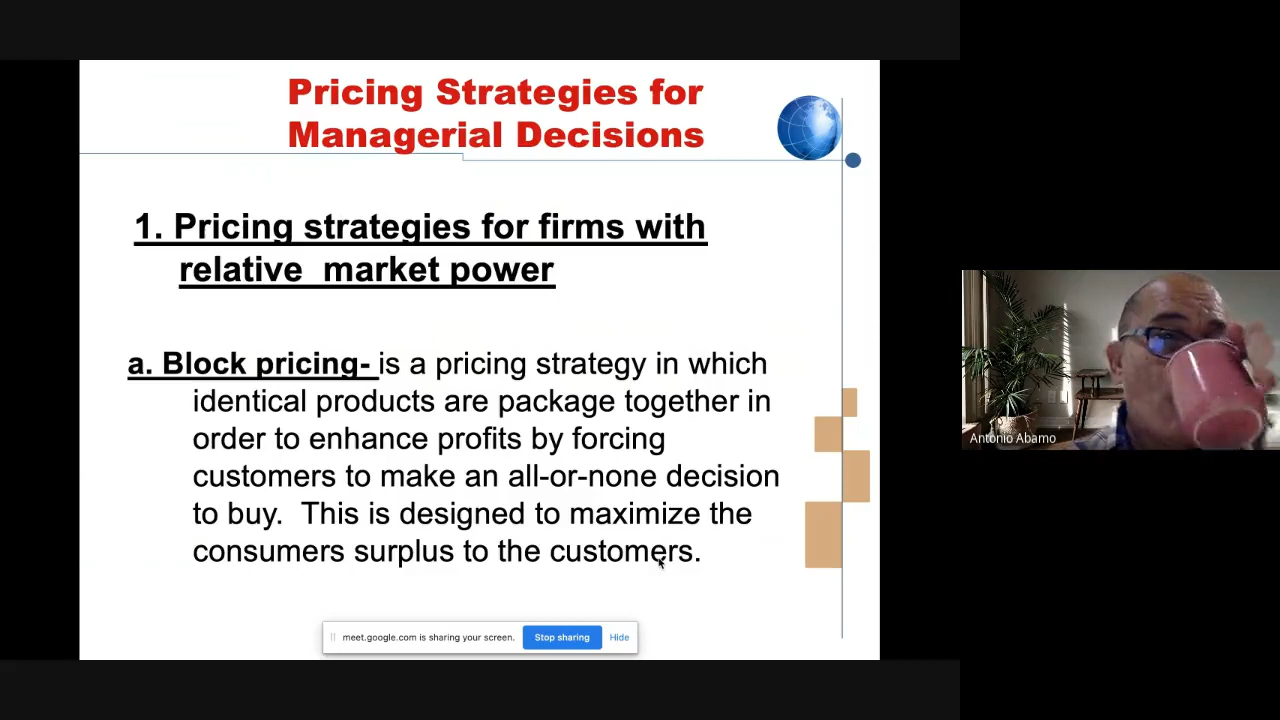 Pricing Strategies for
Managerial Decisions
1. Pricing strategies for firms with
relative market power
a. Block pricing- is a pricing strategy in which
identical products are package together in
order to enhance profits by forcing
customers to make an all-or-none decision
to buy. This is designed to maximize the
consumers surplus to the customers.
Antonio Abamo
meet.google.com is sharing your screen. Stop sharing Hide